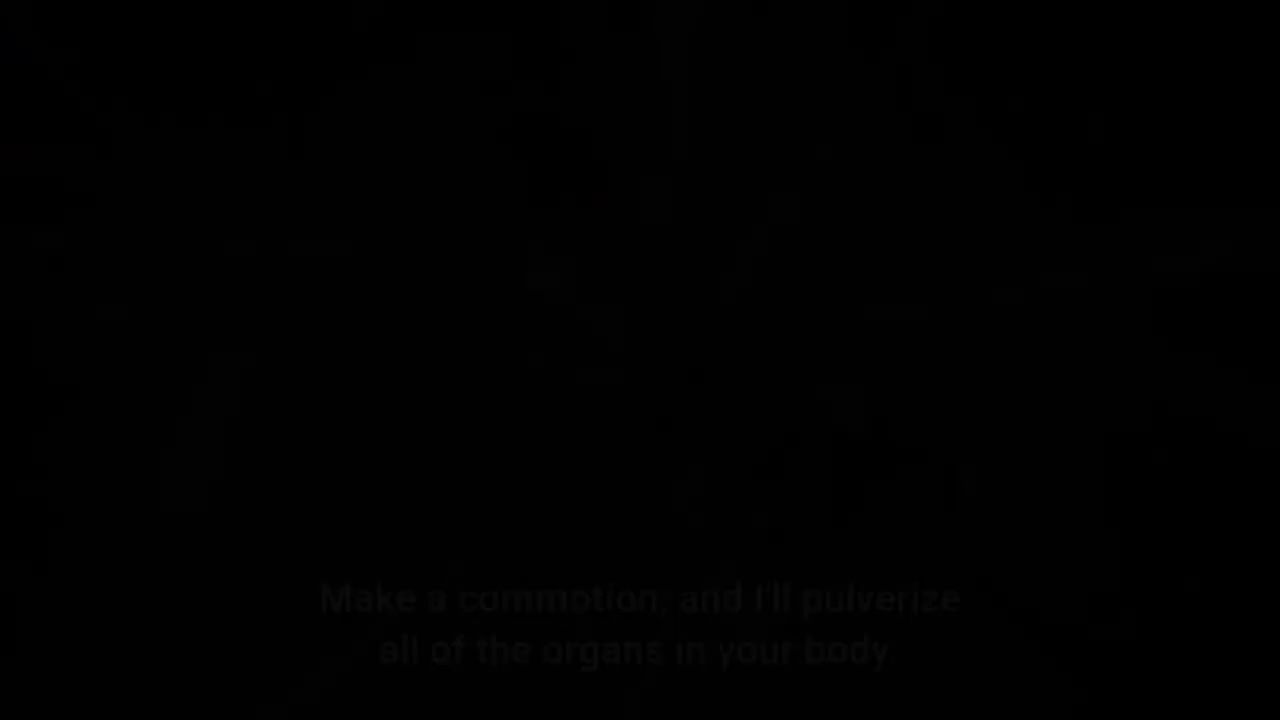 Make a commotion, and I'll pulverize
all of the organs in your body.